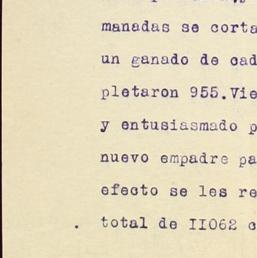 manadas se corta
un ganado de cad
pletaron 955.Vie
y entusiasmado p
nuevo empadre pa
efecto se les re
total de II062 c